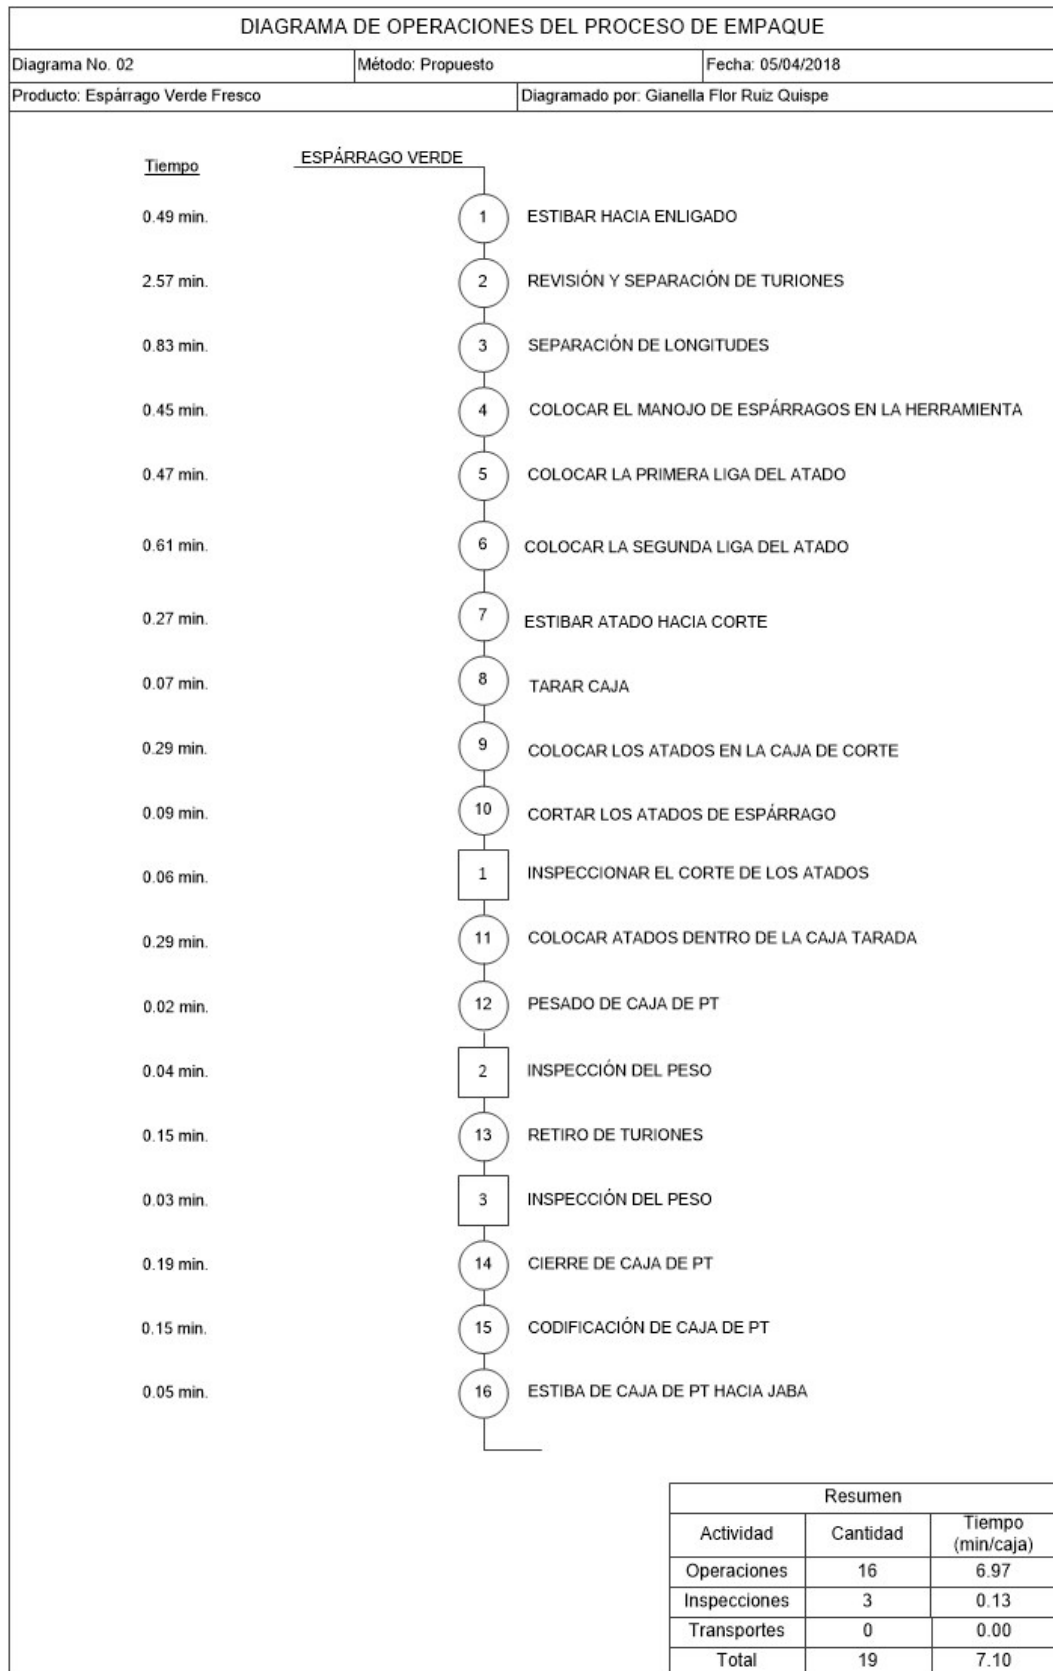 DIAGRAMA DE OPERACIONES DEL PROCESO DE EMPAQUE
Diagrama No. 02 Método: Propuesto Fecha: 05/04/2018
Producto: Espárrago Verde Fresco Diagramado por: Gianella Flor Ruiz Quispe
Tiempo ESPÁRRAGO VERDE
0.49 min. 1 ESTIBAR HACIA ENLIGADO
2.57 min. 2 REVISIÓN Y SEPARACIÓN DE TURIONES
0.83 min. 3 SEPARACIÓN DE LONGITUDES
0.45 min. 4 COLOCAR EL MANOJO DE ESPÁRRAGOS EN LA HERRAMIENTA
0.47 min. 5 COLOCAR LA PRIMERA LIGA DEL ATADO
0.61 min. 6 COLOCAR LA SEGUNDA LIGA DEL ATADO
0.27 min. 7 ESTIBAR ATADO HACIA CORTE
0.07 min. 8 TARAR CAJA
0.29 min. 9 COLOCAR LOS ATADOS EN LA CAJA DE CORTE
0.09 min. 10 CORTAR LOS ATADOS DE ESPÁRRAGO
0.06 min. 1 INSPECCIONAR EL CORTE DE LOS ATADOS
0.29 min. 11 COLOCAR ATADOS DENTRO DE LA CAJA TARADA
0.02 min. 12 PESADO DE CAJA DE PT
0.04 min. 2 INSPECCIÓN DEL PESO
0.15 min. 13 RETIRO DE TURIONES
0.03 min. 3 INSPECCIÓN DEL PESO
0.19 min. 14 CIERRE DE CAJA DE PT
0.15 min. 15 CODIFICACIÓN DE CAJA DE PT
0.05 min. 16 ESTIBA DE CAJA DE PT HACIA JABA
Resumen
Actividad Cantidad Tiempo (min/caja)
Operaciones 16 6.97
Inspecciones 3 0.13
Transportes 0 0.00
Total 19 7.10